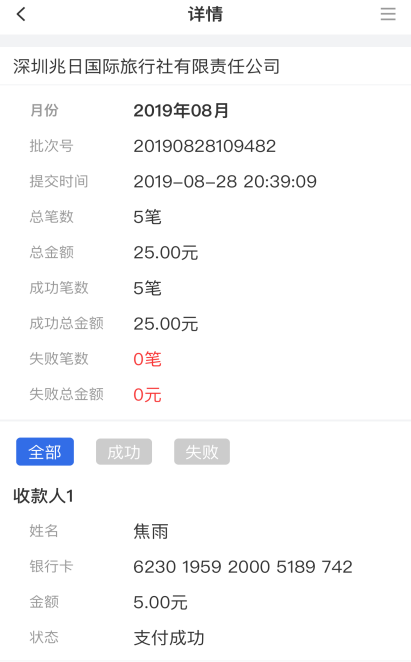 详情
深圳兆日国际旅行社有限责任公司
月份 2019年08月
批次号 20190828109482
提交时间 2019-08-28 20:39:09
总笔数 5笔
总金额 25.00元
成功笔数 5笔
成功总金额 25.00元
失败笔数 0笔
失败总金额 0元
全部 成功 失败
收款人1
姓名 焦雨
银行卡 6230 1959 2000 5189 742
金额 5.00元
状态 支付成功